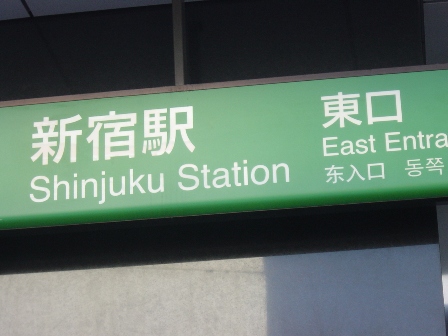 新宿駅
Shinjuku Station
東口
East Entra
东入口 동쪽